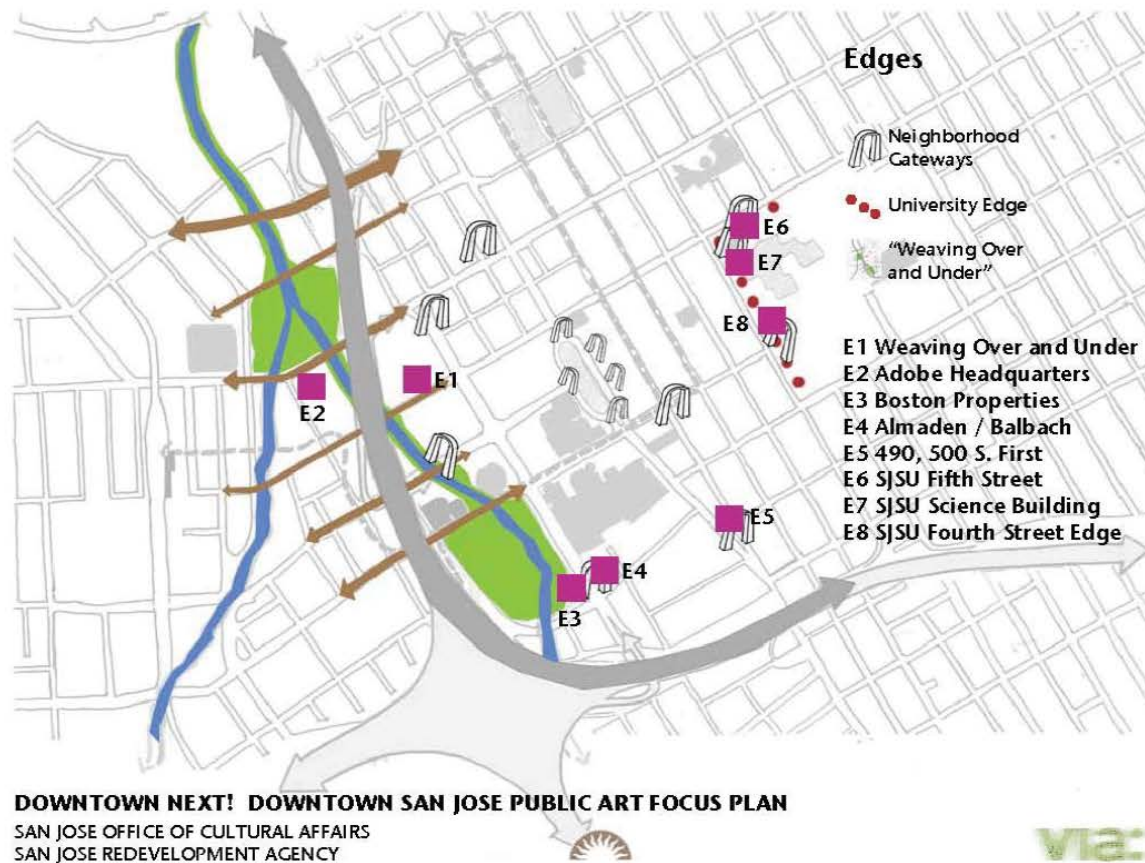 Edges
Neighborhood
Gateways
University Edge
“Weaving Over
and Under”
E1 Weaving Over and Under
E2 Adobe Headquarters
E3 Boston Properties
E4 Almaden / Balbach
E5 490, 500 S. First
E6 SJSU Fifth Street
E7 SJSU Science Building
E8 SJSU Fourth Street Edge
E6
E7
E8
E1
E2
E5
E4
E3
DOWNTOWN NEXT! DOWNTOWN SAN JOSE PUBLIC ART FOCUS PLAN
SAN JOSE OFFICE OF CULTURAL AFFAIRS
SAN JOSE REDEVELOPMENT AGENCY
via: